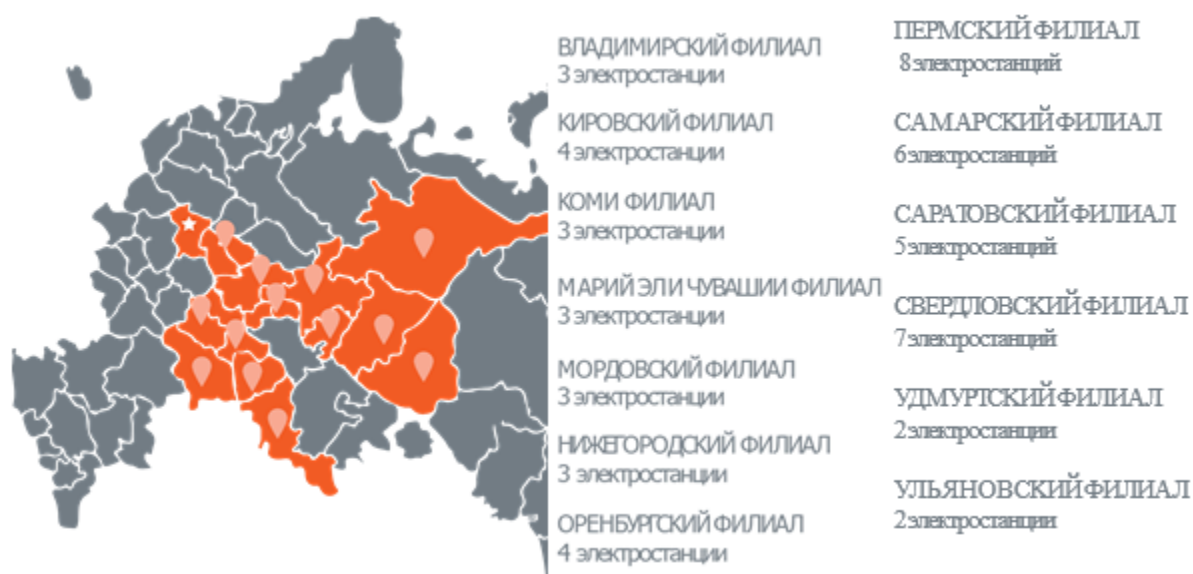 ВЛАДИМИРСКИЙ ФИЛИАЛ
3 электростанции
КИРОВСКИЙ ФИЛИАЛ
4 электростанции
КОМИ ФИЛИАЛ
3 электростанции
МАРИЙ ЭЛ И ЧУВАШИИ ФИЛИАЛ
3 электростанции
МОРДОВСКИЙ ФИЛИАЛ
3 электростанции
НИЖЕГОРОДСКИЙ ФИЛИАЛ
3 электростанции
ОРЕНБУРГСКИЙ ФИЛИАЛ
4 электростанции
ПЕРМСКИЙ ФИЛИАЛ
8 электростанций
САМАРСКИЙ ФИЛИАЛ
6 электростанций
САРАТОВСКИЙ ФИЛИАЛ
5 электростанций
СВЕРДЛОВСКИЙ ФИЛИАЛ
7 электростанций
УДМУРТСКИЙ ФИЛИАЛ
2 электростанции
УЛЬЯНОВСКИЙ ФИЛИАЛ
2 электростанции